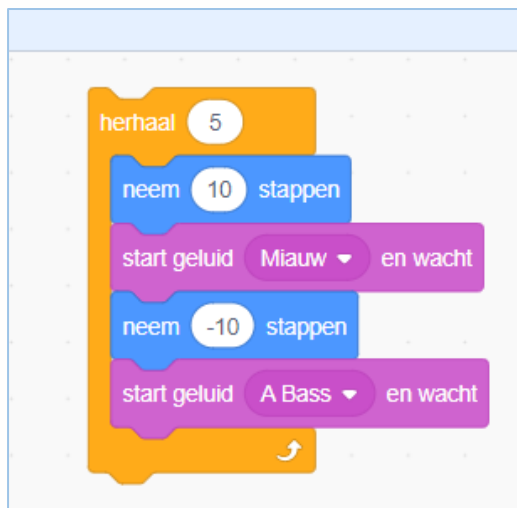 herhaal 5
neem 10 stappen
start geluid Miauw en wacht
neem -10 stappen
start geluid A Bass en wacht